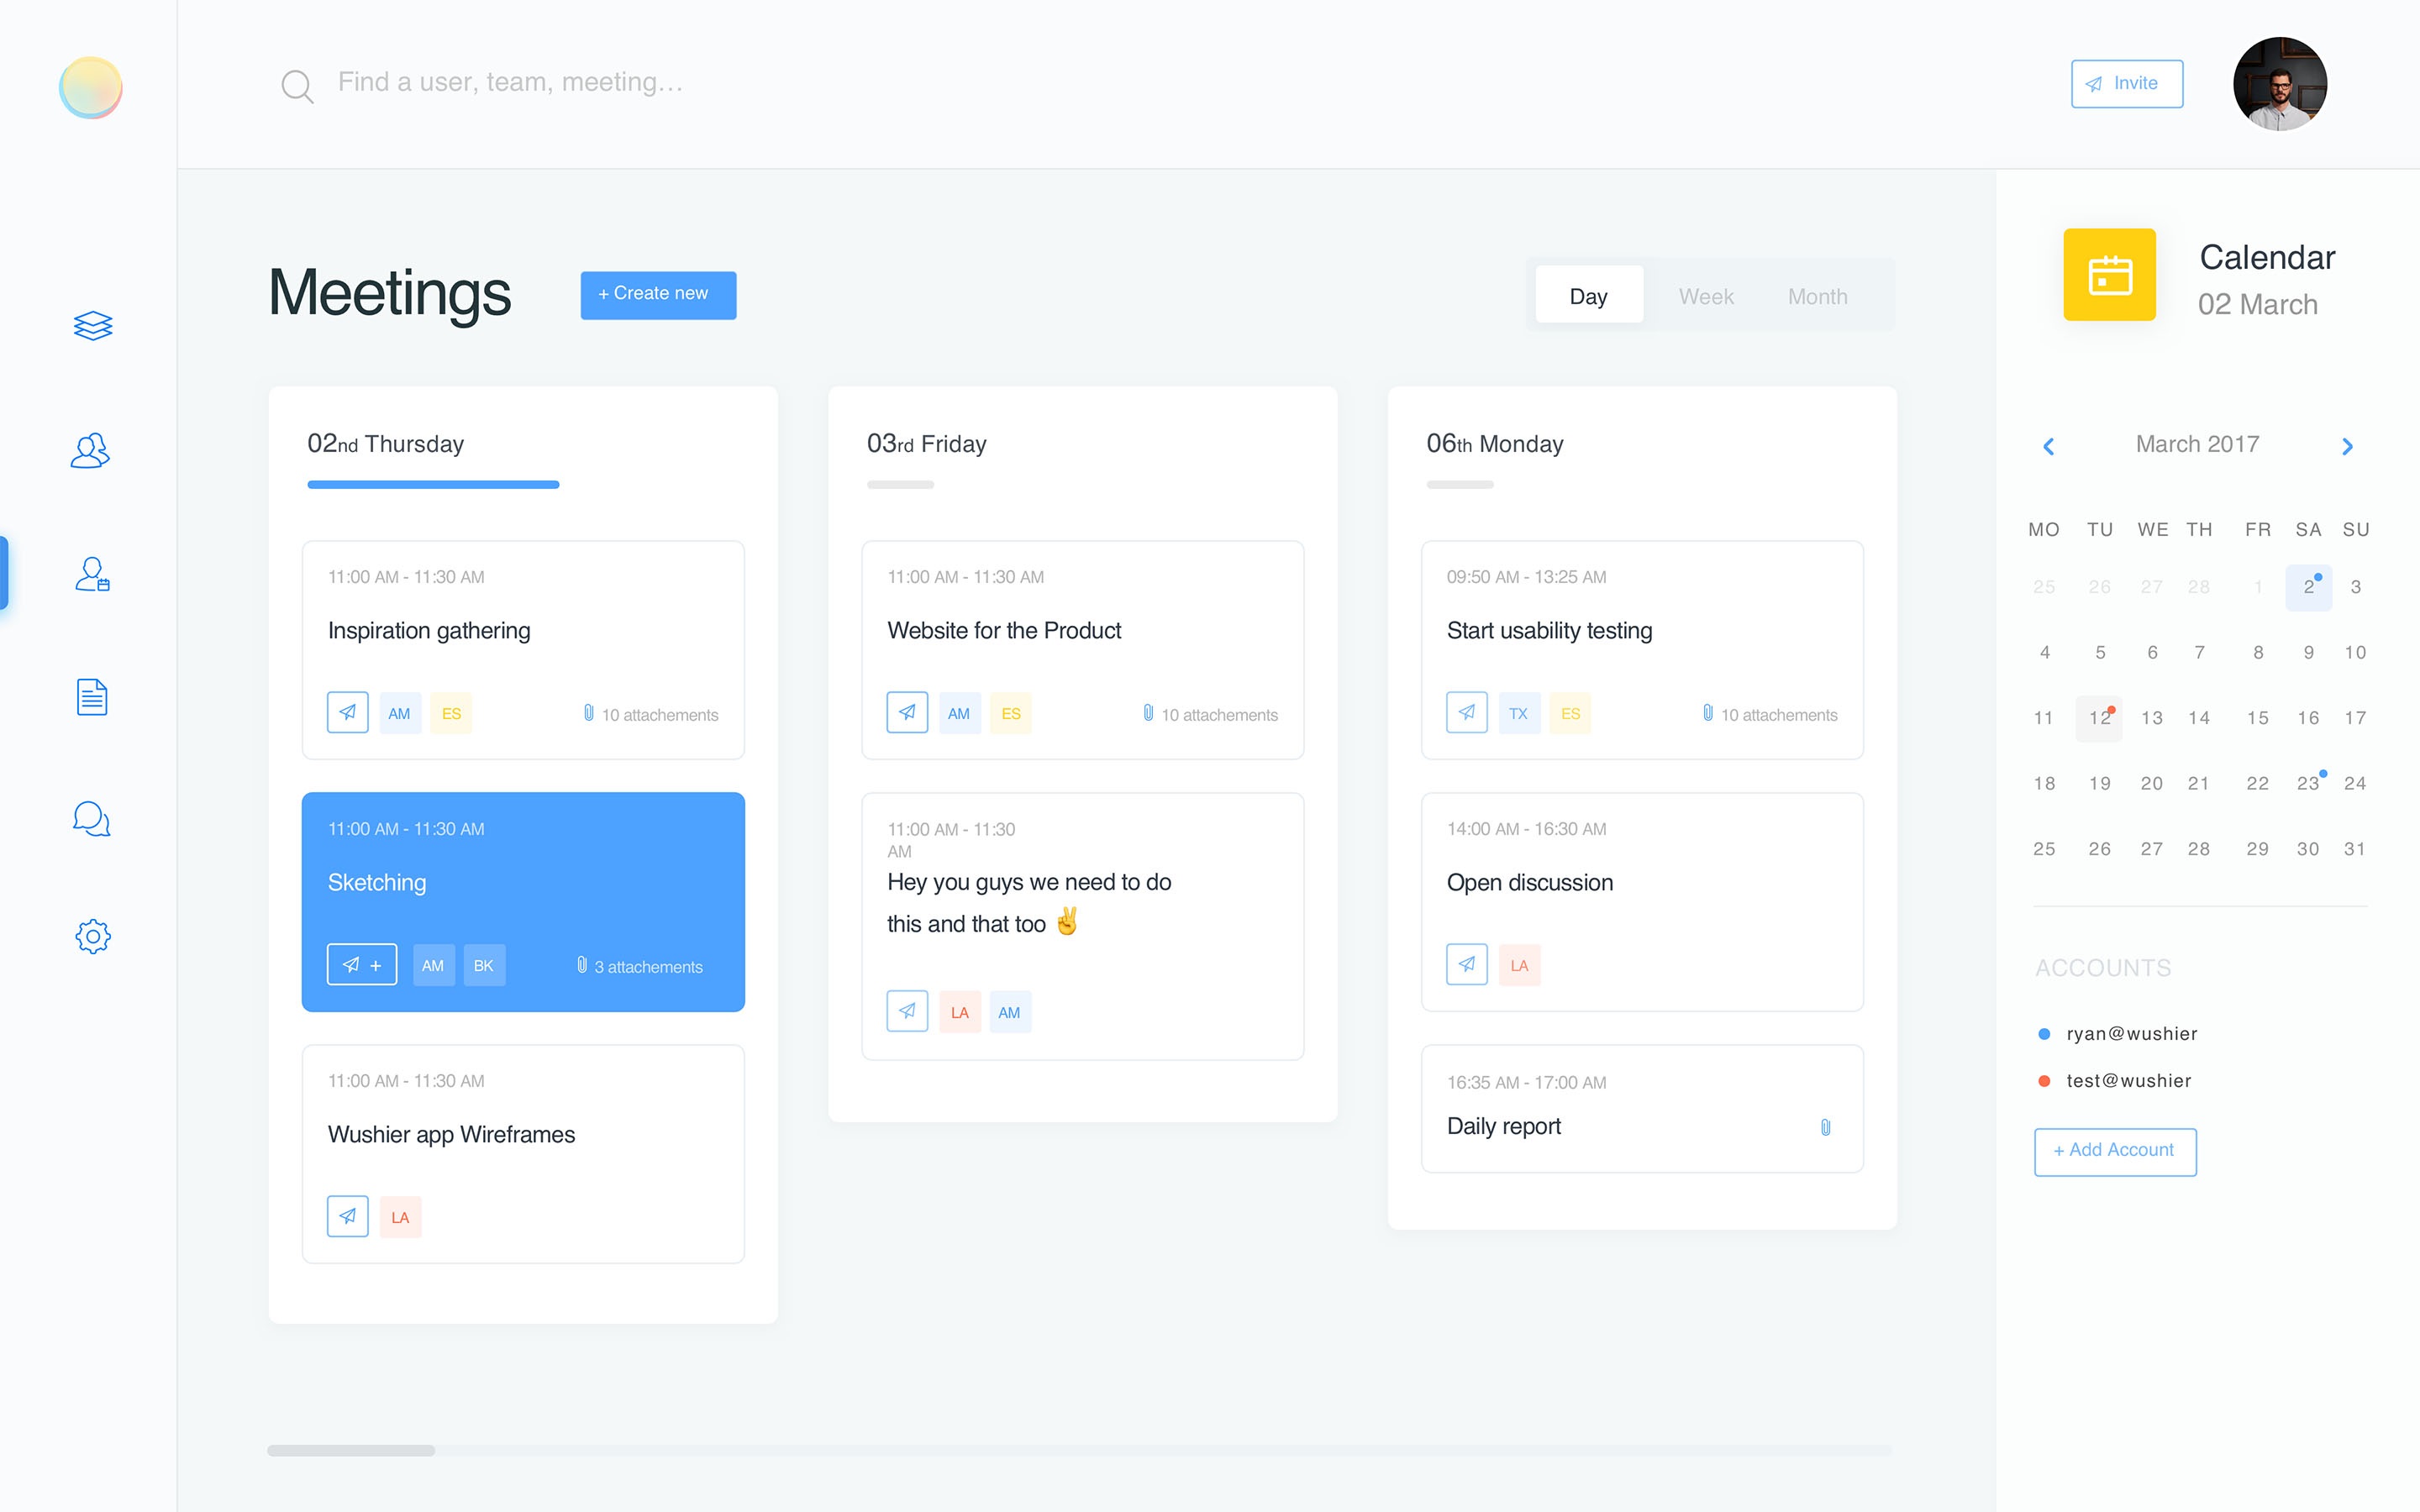 Find a user, team, meeting...
Invite
Meetings
+ Create new
Day Week Month
02nd Thursday
11:00 AM - 11:30 AM
Inspiration gathering
AM ES 10 attachements
11:00 AM - 11:30 AM
Sketching
+ AM BK 3 attachements
11:00 AM - 11:30 AM
Wushier app Wireframes
LA
03rd Friday
11:00 AM - 11:30 AM
Website for the Product
AM ES 10 attachements
11:00 AM - 11:30
AM
Hey you guys we need to do
this and that too ✌️
LA AM
06th Monday
09:50 AM - 13:25 AM
Start usability testing
TX ES 10 attachements
14:00 AM - 16:30 AM
Open discussion
LA
16:35 AM - 17:00 AM
Daily report
Calendar
02 March
March 2017
MO TU WE TH FR SA SU
25 26 27 28 1 2 3
4 5 6 7 8 9 10
11 12 13 14 15 16 17
18 19 20 21 22 23 24
25 26 27 28 29 30 31
ACCOUNTS
ryan@wushier
test@wushier
+ Add Account